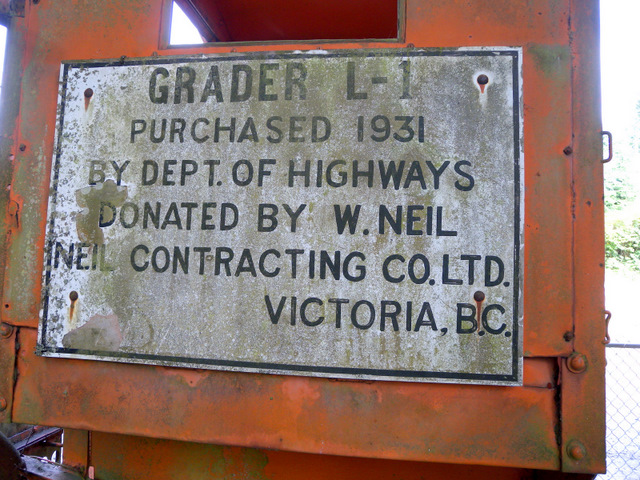 GRADER L-1
PURCHASED 1931
BY DEPT. OF HIGHWAYS
DONATED BY W. NEIL
NEIL CONTRACTING CO. LTD.
VICTORIA, B.C.